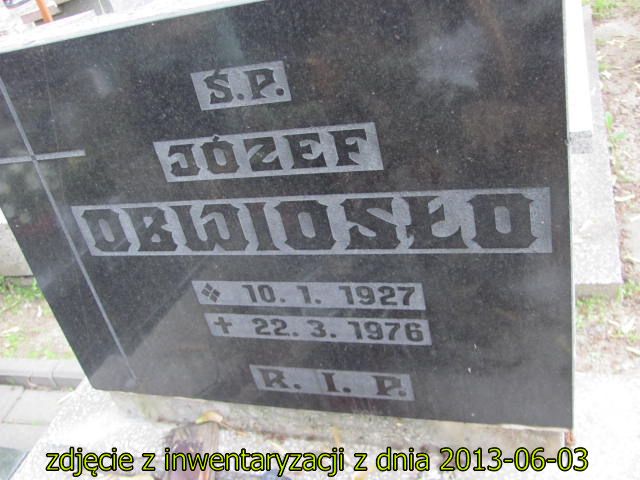 Ś.P.
JÓZEF
OBWIOSŁO
❖ 10. 1. 1927
+ 22. 3. 1976
R. I. P.
zdjęcie z inwentaryzacji z dnia 2013-06-03